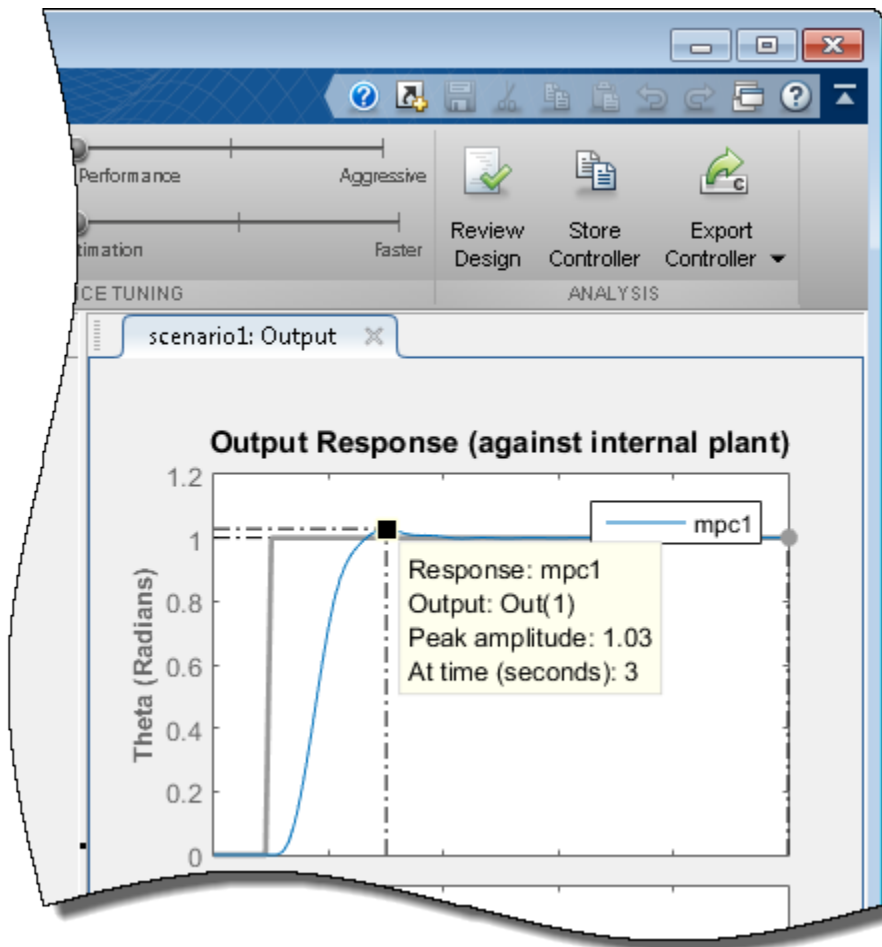 Performance Aggressive
timation Faster
Review Design
Store Controller
Export Controller
CE TUNING
ANALYSIS
scenario1: Output
Output Response (against internal plant)
Theta (Radians)
1.2
1
0.8
0.6
0.4
0.2
0
mpc1
Response: mpc1
Output: Out(1)
Peak amplitude: 1.03
At time (seconds): 3